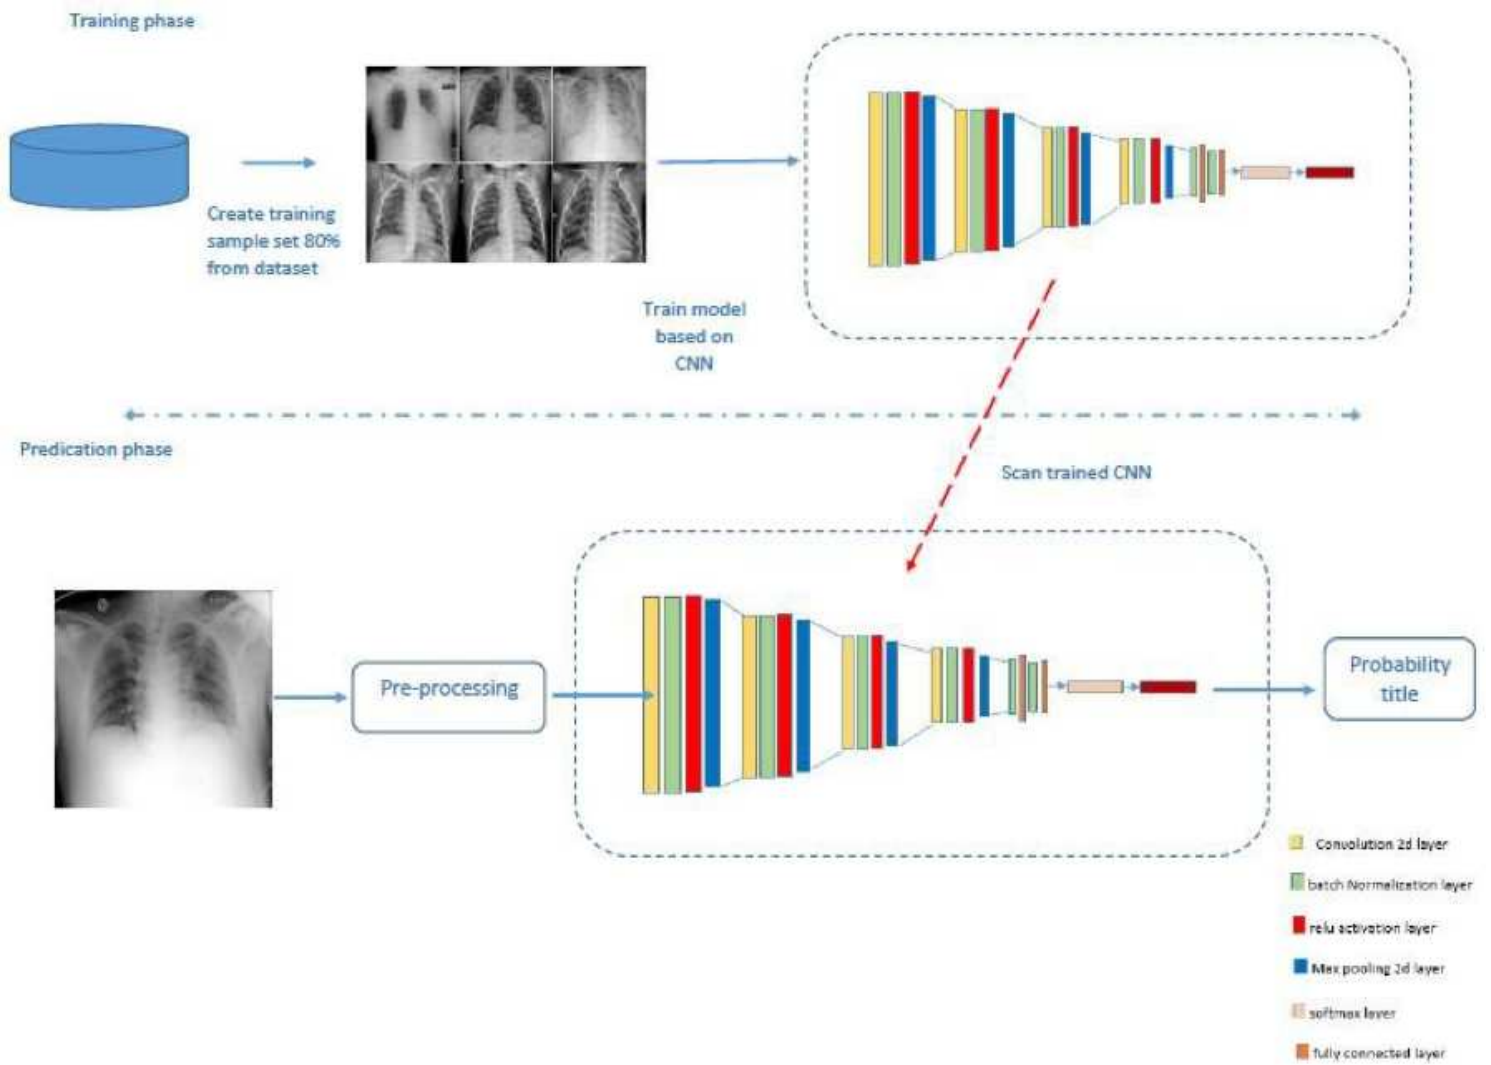 Training phase
Create training
sample set 80%
from dataset
Train model
based on
CNN
Predication phase
Scan trained CNN
Pre-processing
Probability
title
Convolution 2d layer
batch Normalization layer
relu activation layer
Max pooling 2d layer
softmax layer
fully connected layer